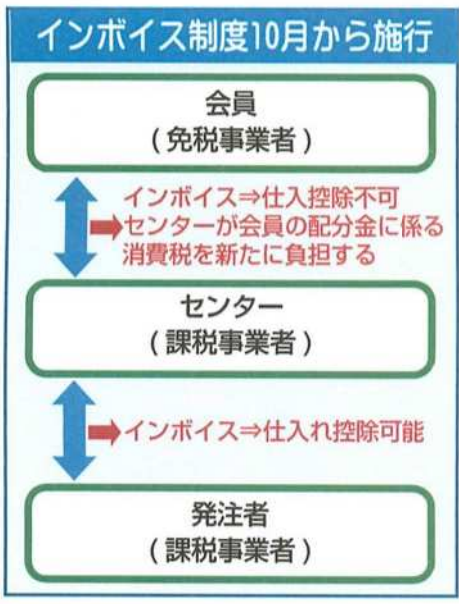 インボイス制度10月から施行
会員
(免税事業者)
インボイス⇒仕入控除不可
センターが会員の配分金に係る
消費税を新たに負担する
センター
(課税事業者)
インボイス⇒仕入れ控除可能
発注者
(課税事業者)